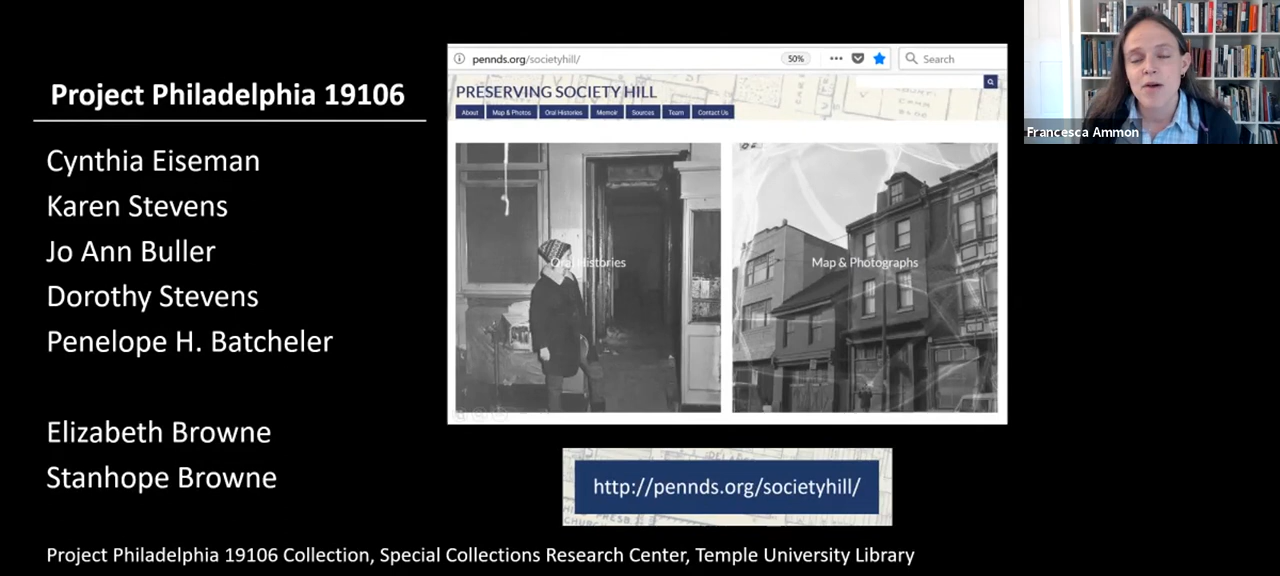 Project Philadelphia 19106
Cynthia Eiseman
Karen Stevens
Jo Ann Buller
Dorothy Stevens
Penelope H. Batcheler
Elizabeth Browne
Stanhope Browne
pennds.org/societyhill/
50%
Search
PRESERVING SOCIETY HILL
About Map & Photos Oral Histories Memoir Sources Team Contact Us
Oral Histories
Map & Photographs
http://pennds.org/societyhill/
Project Philadelphia 19106 Collection, Special Collections Research Center, Temple University Library
Francesca Ammon